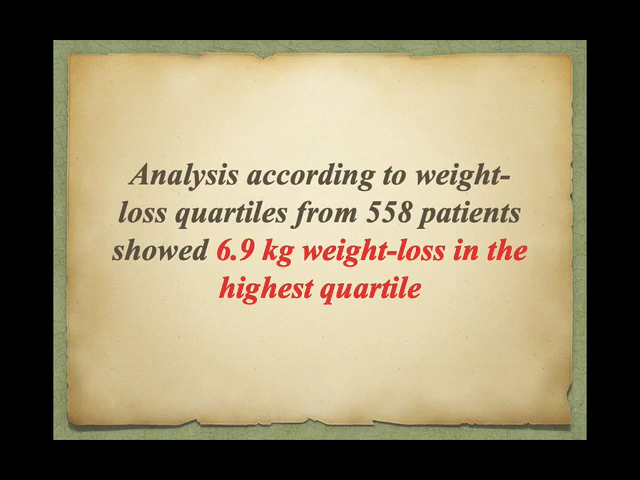 Analysis according to weight-
loss quartiles from 558 patients
showed 6.9 kg weight-loss in the
highest quartile